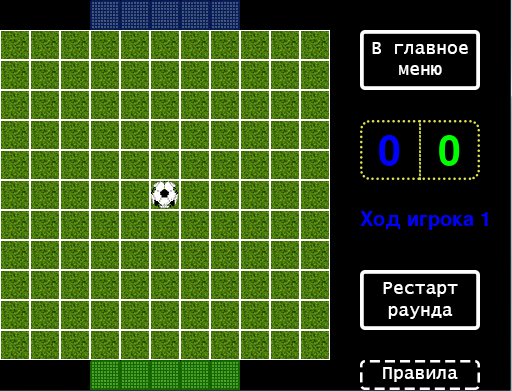 В главное
меню
0 0
Ход игрока 1
Рестарт
раунда
Правила